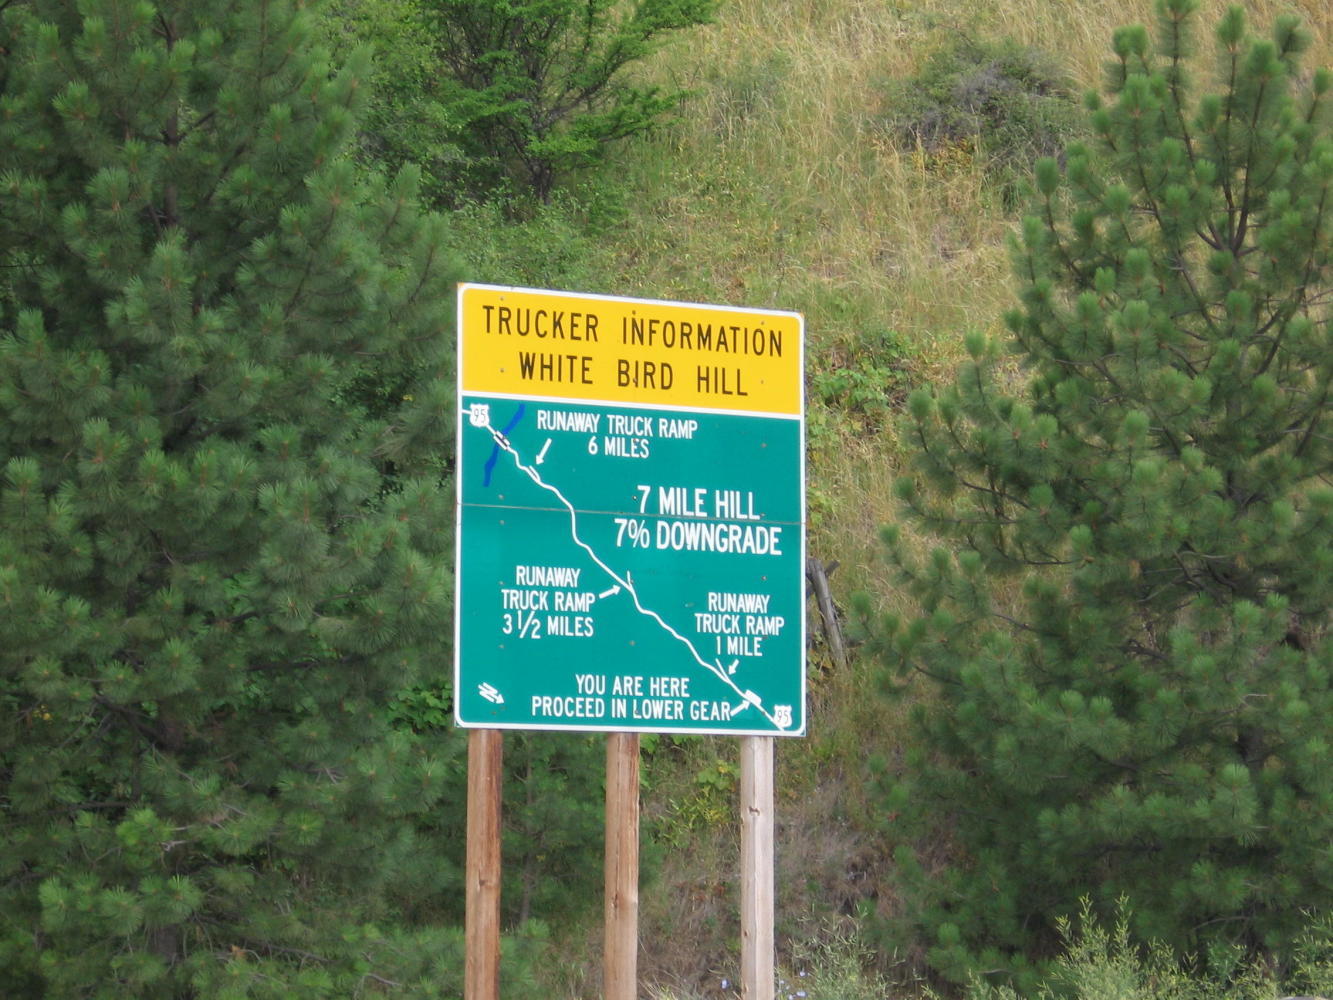 TRUCKER INFORMATION
WHITE BIRD HILL
95
RUNAWAY TRUCK RAMP
6 MILES
7 MILE HILL
7% DOWNGRADE
RUNAWAY
TRUCK RAMP
3 1/2 MILES
RUNAWAY
TRUCK RAMP
1 MILE
YOU ARE HERE
PROCEED IN LOWER GEAR
N
95